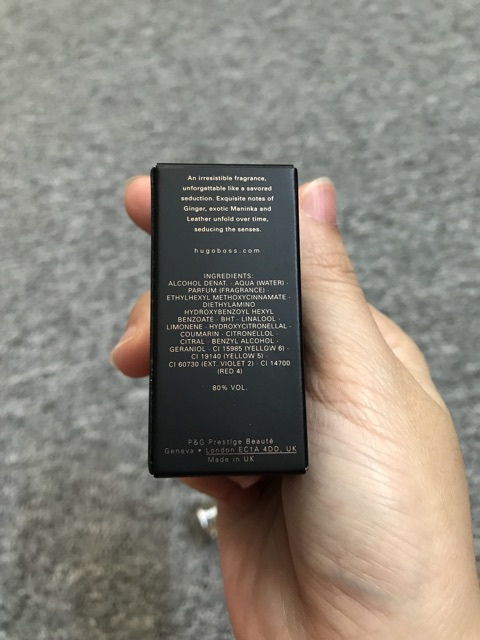 An irresistible fragrance,
unforgettable like a savored
seduction. Exquisite notes of
Ginger, exotic Maninka and
Leather unfold over time,
seducing the senses.
hugoboss.com
INGREDIENTS:
ALCOHOL DENAT. · AQUA (WATER) ·
PARFUM (FRAGRANCE) ·
ETHYLHEXYL METHOXYCINNAMATE ·
DIETHYLAMINO
HYDROXYBENZOYL HEXYL
BENZOATE · BHT · LINALOOL ·
LIMONENE · HYDROXYCITRONELLAL ·
COUMARIN · CITRONELLOL ·
CITRAL · BENZYL ALCOHOL ·
GERANIOL · CI 15985 (YELLOW 6) ·
CI 19140 (YELLOW 5) ·
CI 60730 (EXT. VIOLET 2) · CI 14700
(RED 4)
80% VOL.
P&G Prestige Beauté
Geneva • London EC1A 4DD, UK
Made in UK